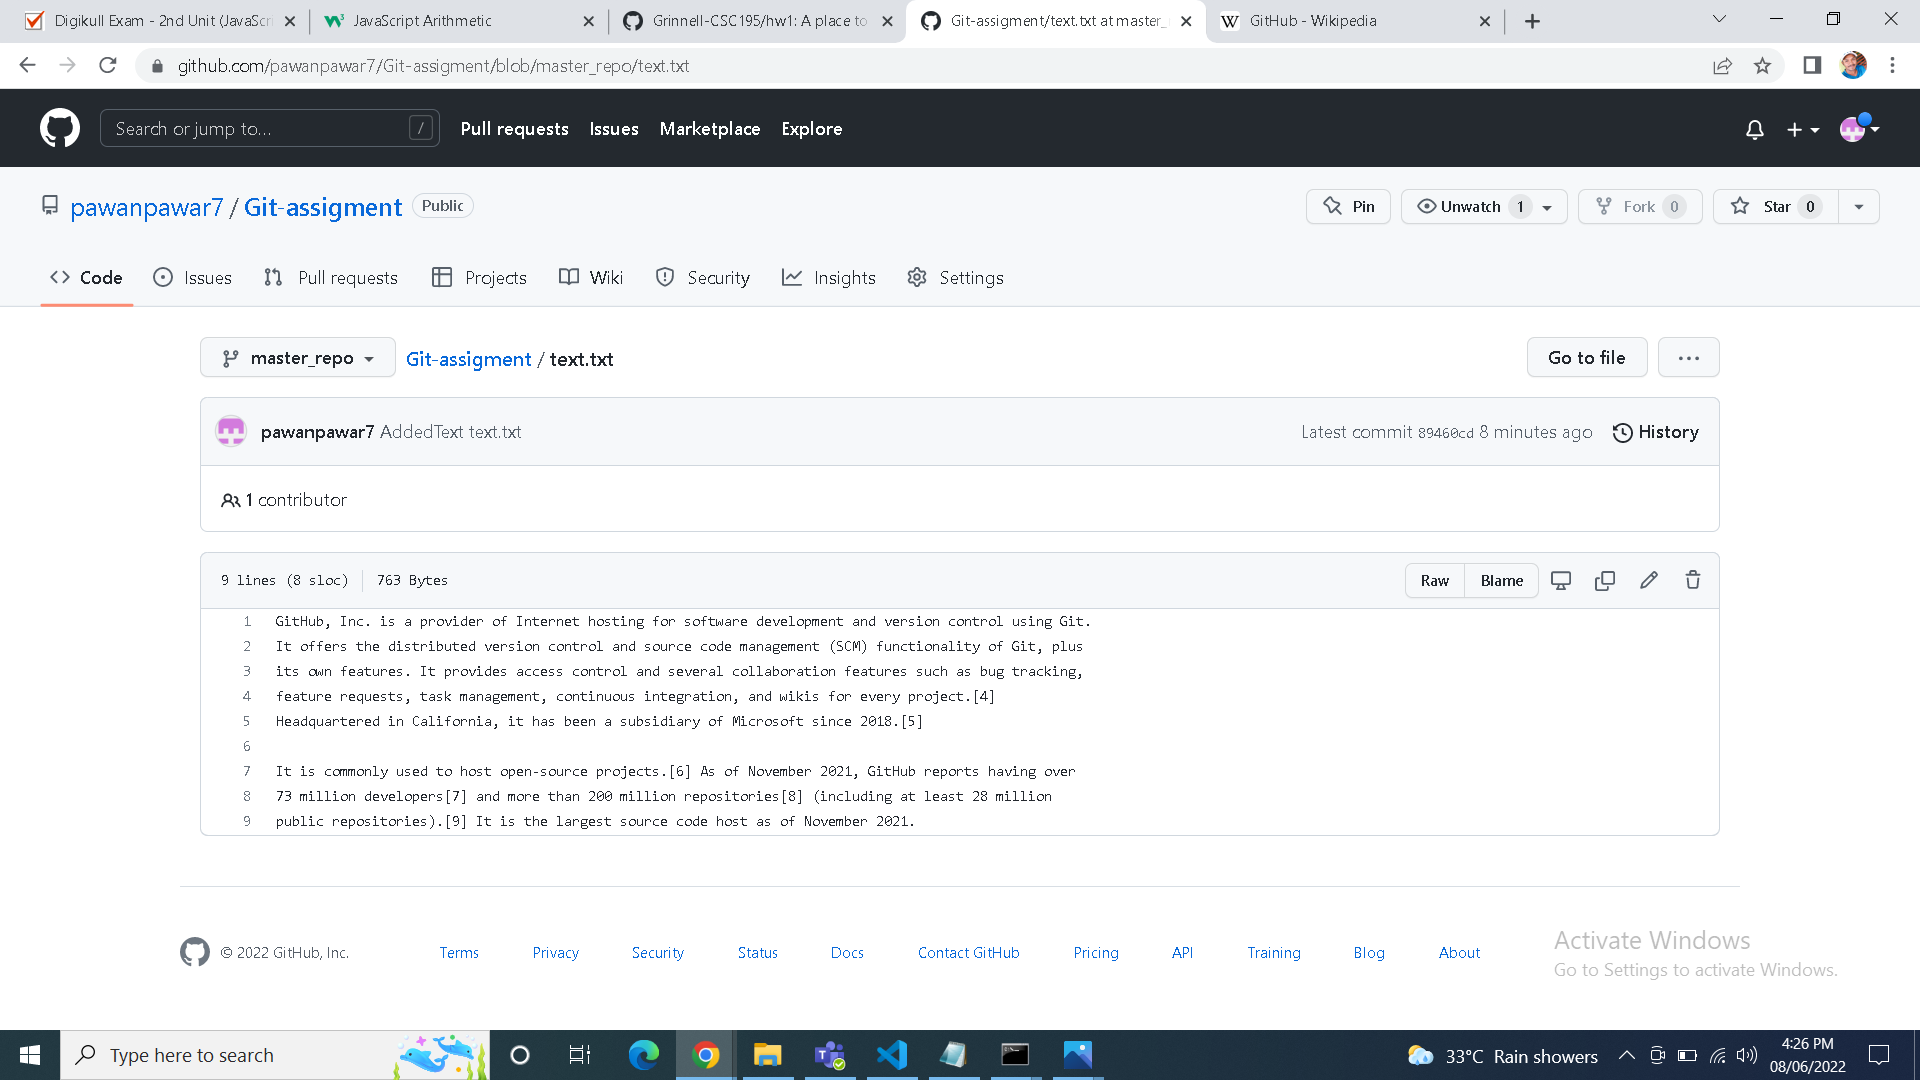 Digikull Exam - 2nd Unit (JavaScri
JavaScript Arithmetic
Grinnell-CSC195/hw1: A place to
Git-assigment/text.txt at master_
GitHub - Wikipedia
github.com/pawanpawar7/Git-assigment/blob/master_repo/text.txt
Search or jump to... /
Pull requests Issues Marketplace Explore
pawanpawar7 / Git-assigment Public
Pin Unwatch 1 Fork 0 Star 0
Code Issues Pull requests Projects Wiki Security Insights Settings
master_repo Git-assigment / text.txt Go to file ...
pawanpawar7 AddedText text.txt Latest commit 89460cd 8 minutes ago History
1 contributor
9 lines (8 sloc) 763 Bytes Raw Blame
1 GitHub, Inc. is a provider of Internet hosting for software development and version control using Git.
2 It offers the distributed version control and source code management (SCM) functionality of Git, plus
3 its own features. It provides access control and several collaboration features such as bug tracking,
4 feature requests, task management, continuous integration, and wikis for every project.[4]
5 Headquartered in California, it has been a subsidiary of Microsoft since 2018.[5]
6
7 It is commonly used to host open-source projects.[6] As of November 2021, GitHub reports having over
8 73 million developers[7] and more than 200 million repositories[8] (including at least 28 million
9 public repositories).[9] It is the largest source code host as of November 2021.
© 2022 GitHub, Inc. Terms Privacy Security Status Docs Contact GitHub Pricing API Training Blog About
Activate Windows
Go to Settings to activate Windows.
Type here to search
33°C Rain showers
4:26 PM
08/06/2022